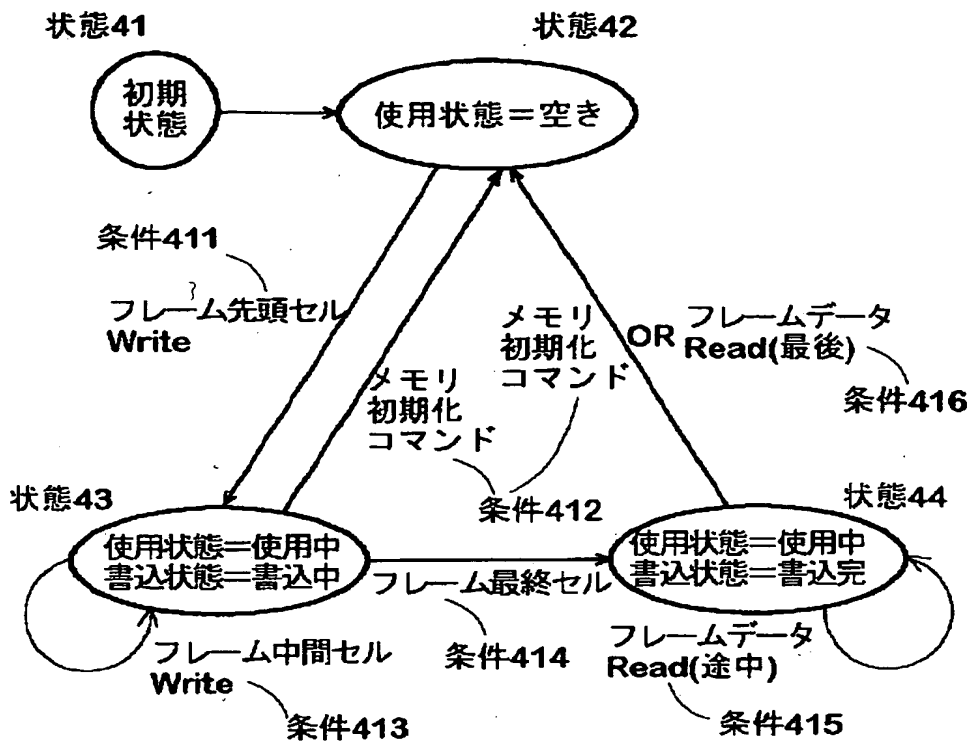 状態41
状態42
初期
状態
使用状態=空き
条件411
フレーム先頭セル
Write
メモリ
初期化
コマンド
メモリ
初期化
コマンド
OR
フレームデータ
Read(最後)
条件416
条件412
状態43
使用状態=使用中
書込状態=書込中
状態44
使用状態=使用中
書込状態=書込完
フレーム最終セル
条件414
フレーム中間セル
Write
条件413
フレームデータ
Read(途中)
条件415